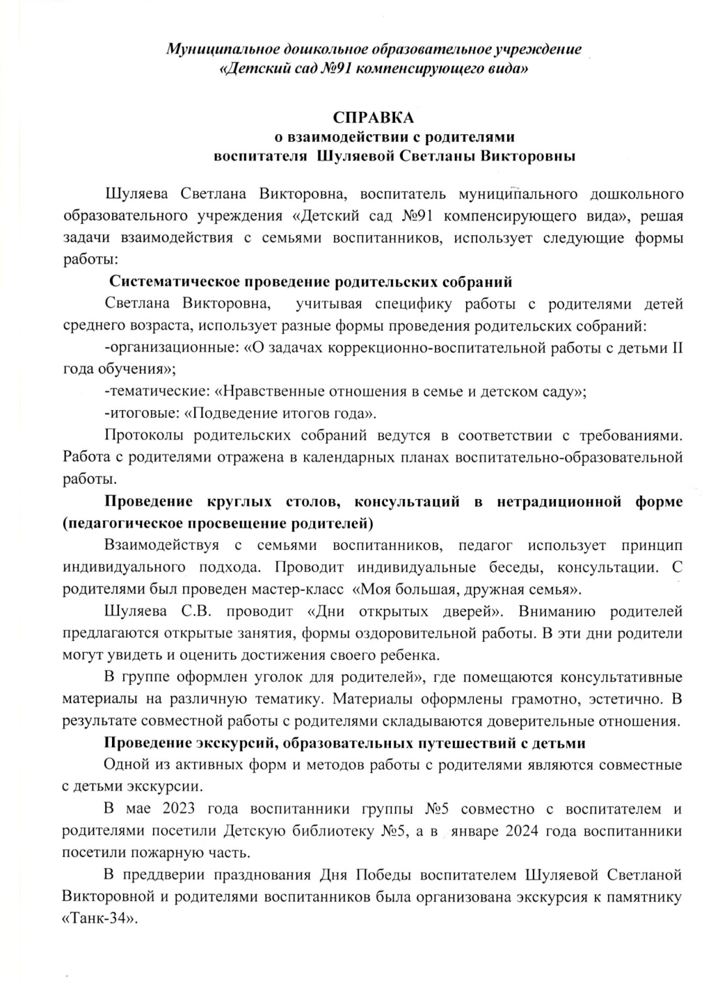 Муниципальное дошкольное образовательное учреждение
«Детский сад №91 компенсирующего вида»
СПРАВКА
о взаимодействии с родителями
воспитателя Шуляевой Светланы Викторовны
Шуляева Светлана Викторовна, воспитатель муниципального дошкольного
образовательного учреждения «Детский сад №91 компенсирующего вида», решая
задачи взаимодействия с семьями воспитанников, использует следующие формы
работы:
Систематическое проведение родительских собраний
Светлана Викторовна, учитывая специфику работы с родителями детей
среднего возраста, использует разные формы проведения родительских собраний:
-организационные: «О задачах коррекционно-воспитательной работы с детьми II
года обучения»;
-тематические: «Нравственные отношения в семье и детском саду»;
-итоговые: «Подведение итогов года».
Протоколы родительских собраний ведутся в соответствии с требованиями.
Работа с родителями отражена в календарных планах воспитательно-образовательной
работы.
Проведение круглых столов, консультаций в нетрадиционной форме
(педагогическое просвещение родителей)
Взаимодействуя с семьями воспитанников, педагог использует принцип
индивидуального подхода. Проводит индивидуальные беседы, консультации. С
родителями был проведен мастер-класс «Моя большая, дружная семья».
Шуляева С.В. проводит «Дни открытых дверей». Вниманию родителей
предлагаются открытые занятия, формы оздоровительной работы. В эти дни родители
могут увидеть и оценить достижения своего ребенка.
В группе оформлен уголок для родителей», где помещаются консультативные
материалы на различную тематику. Материалы оформлены грамотно, эстетично. В
результате совместной работы с родителями складываются доверительные отношения.
Проведение экскурсий, образовательных путешествий с детьми
Одной из активных форм и методов работы с родителями являются совместные
с детьми экскурсии.
В мае 2023 года воспитанники группы №5 совместно с воспитателем и
родителями посетили Детскую библиотеку №5, а в январе 2024 года воспитанники
посетили пожарную часть.
В преддверии празднования Дня Победы воспитателем Шуляевой Светланой
Викторовной и родителями воспитанников была организована экскурсия к памятнику
«Танк-34».